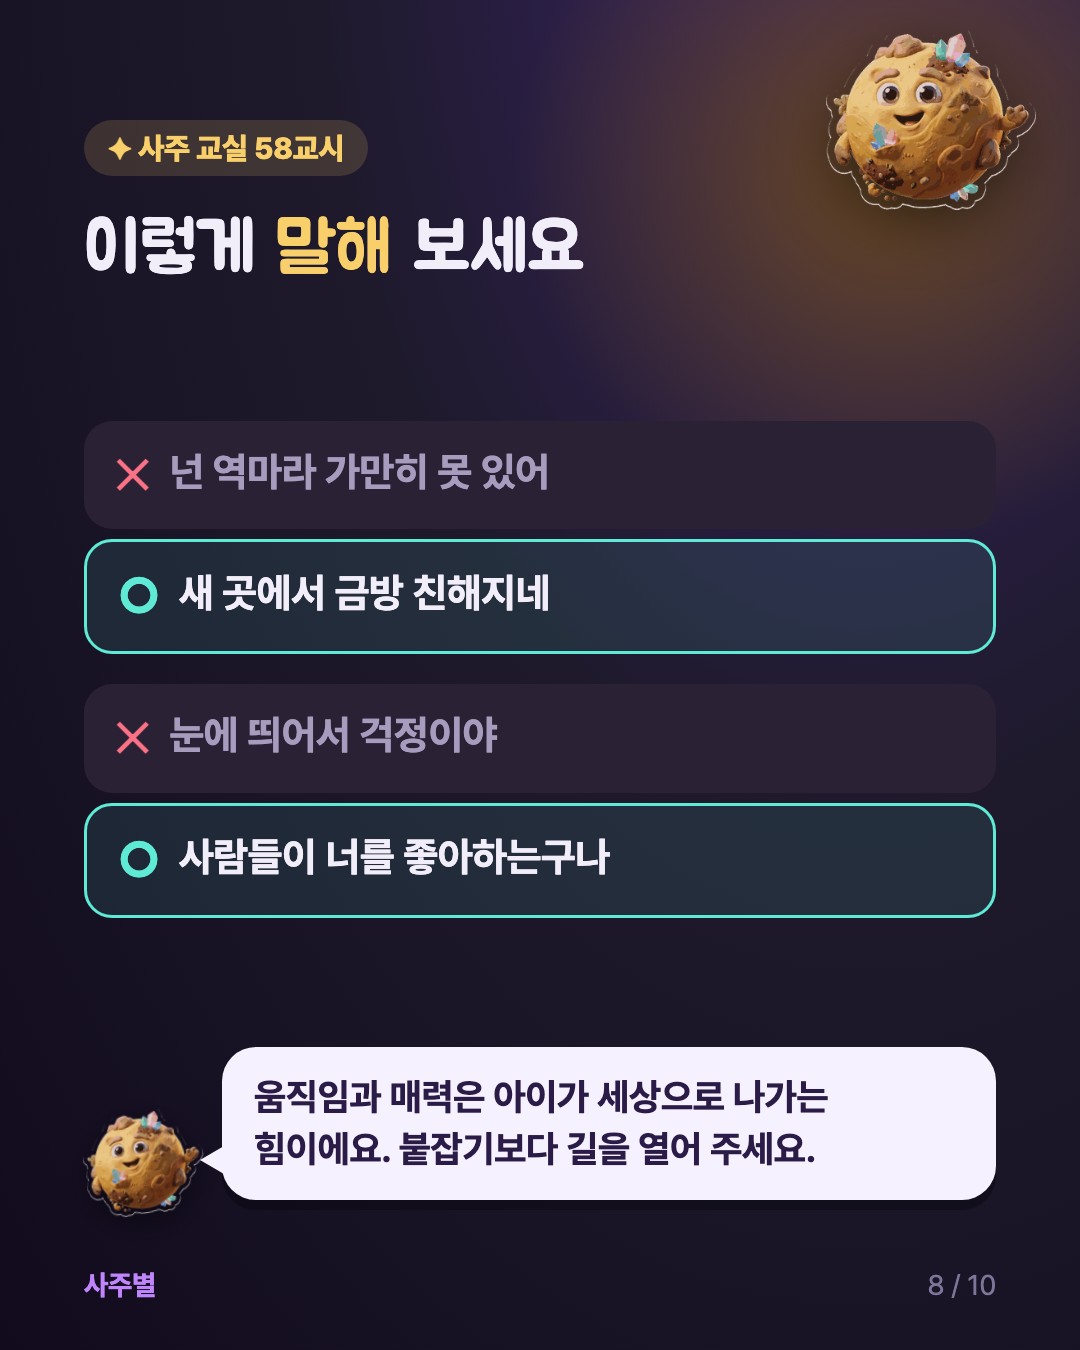 사주 교실 58교시
이렇게 말해 보세요
넌 역마라 가만히 못 있어
새 곳에서 금방 친해지네
눈에 띄어서 걱정이야
사람들이 너를 좋아하는구나
움직임과 매력은 아이가 세상으로 나가는
힘이에요. 붙잡기보다 길을 열어 주세요.
사주별
8 / 10